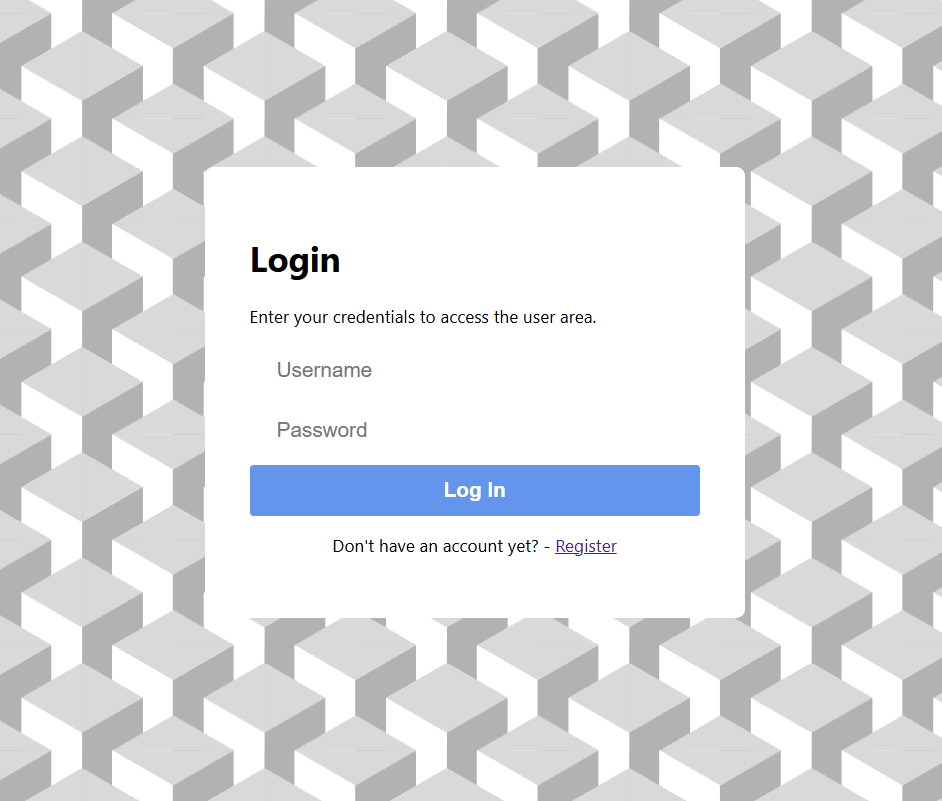 Login
Enter your credentials to access the user area.
Username
Password
Log In
Don't have an account yet? - Register